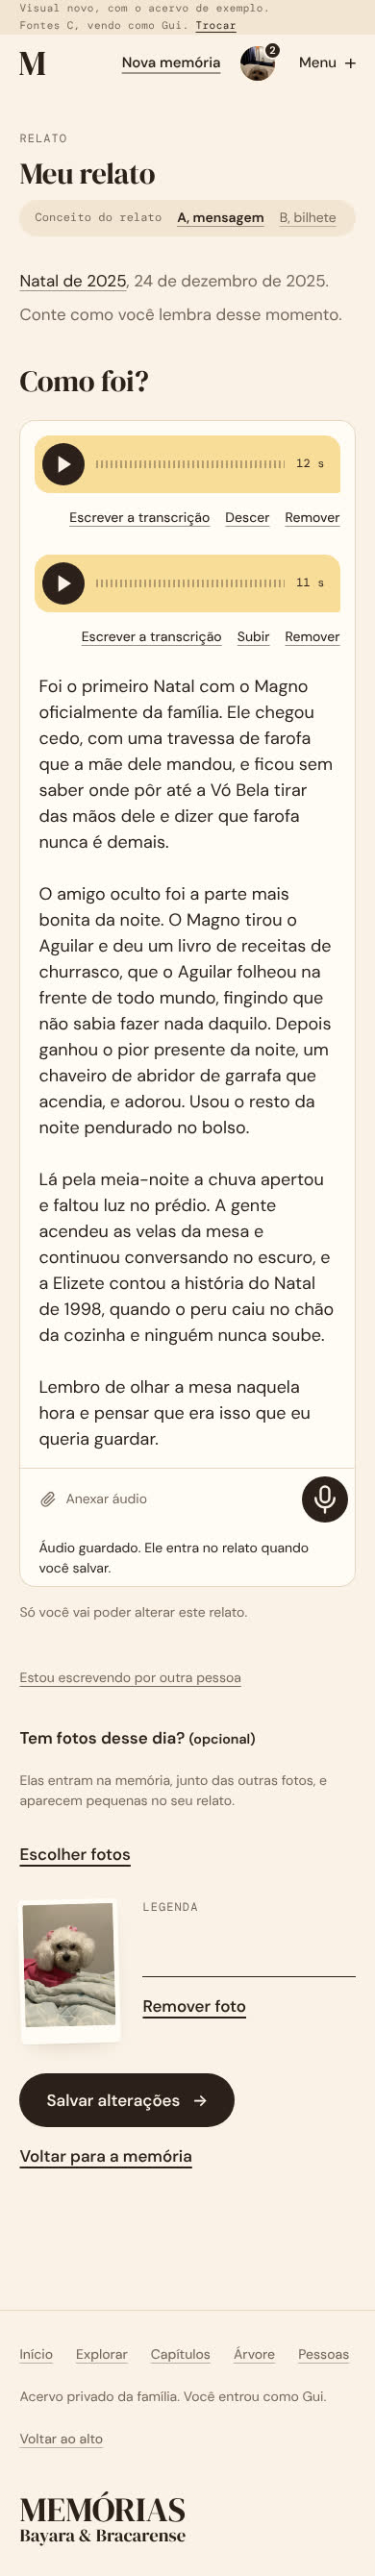 Visual novo, com o acervo de exemplo.
Fontes C, vendo como Gui. Trocar
M
Nova memória
2
Menu +
RELATO
Meu relato
Conceito do relato A, mensagem B, bilhete
Natal de 2025, 24 de dezembro de 2025.
Conte como você lembra desse momento.
Como foi?
12 s
Escrever a transcrição Descer Remover
11 s
Escrever a transcrição Subir Remover
Foi o primeiro Natal com o Magno
oficialmente da família. Ele chegou
cedo, com uma travessa de farofa
que a mãe dele mandou, e ficou sem
saber onde pôr até a Vó Bela tirar
das mãos dele e dizer que farofa
nunca é demais.
O amigo oculto foi a parte mais
bonita da noite. O Magno tirou o
Aguilar e deu um livro de receitas de
churrasco, que o Aguilar folheou na
frente de todo mundo, fingindo que
não sabia fazer nada daquilo. Depois
ganhou o pior presente da noite, um
chaveiro de abridor de garrafa que
acendia, e adorou. Usou o resto da
noite pendurado no bolso.
Lá pela meia-noite a chuva apertou
e faltou luz no prédio. A gente
acendeu as velas da mesa e
continuou conversando no escuro, e
a Elizete contou a história do Natal
de 1998, quando o peru caiu no chão
da cozinha e ninguém nunca soube.
Lembro de olhar a mesa naquela
hora e pensar que era isso que eu
queria guardar.
Anexar áudio
Áudio guardado. Ele entra no relato quando
você salvar.
Só você vai poder alterar este relato.
Estou escrevendo por outra pessoa
Tem fotos desse dia? (opcional)
Elas entram na memória, junto das outras fotos, e
aparecem pequenas no seu relato.
Escolher fotos
LEGENDA
Remover foto
Salvar alterações →
Voltar para a memória
Início Explorar Capítulos Árvore Pessoas
Acervo privado da família. Você entrou como Gui.
Voltar ao alto
MEMÓRIAS
Bayara & Bracarense